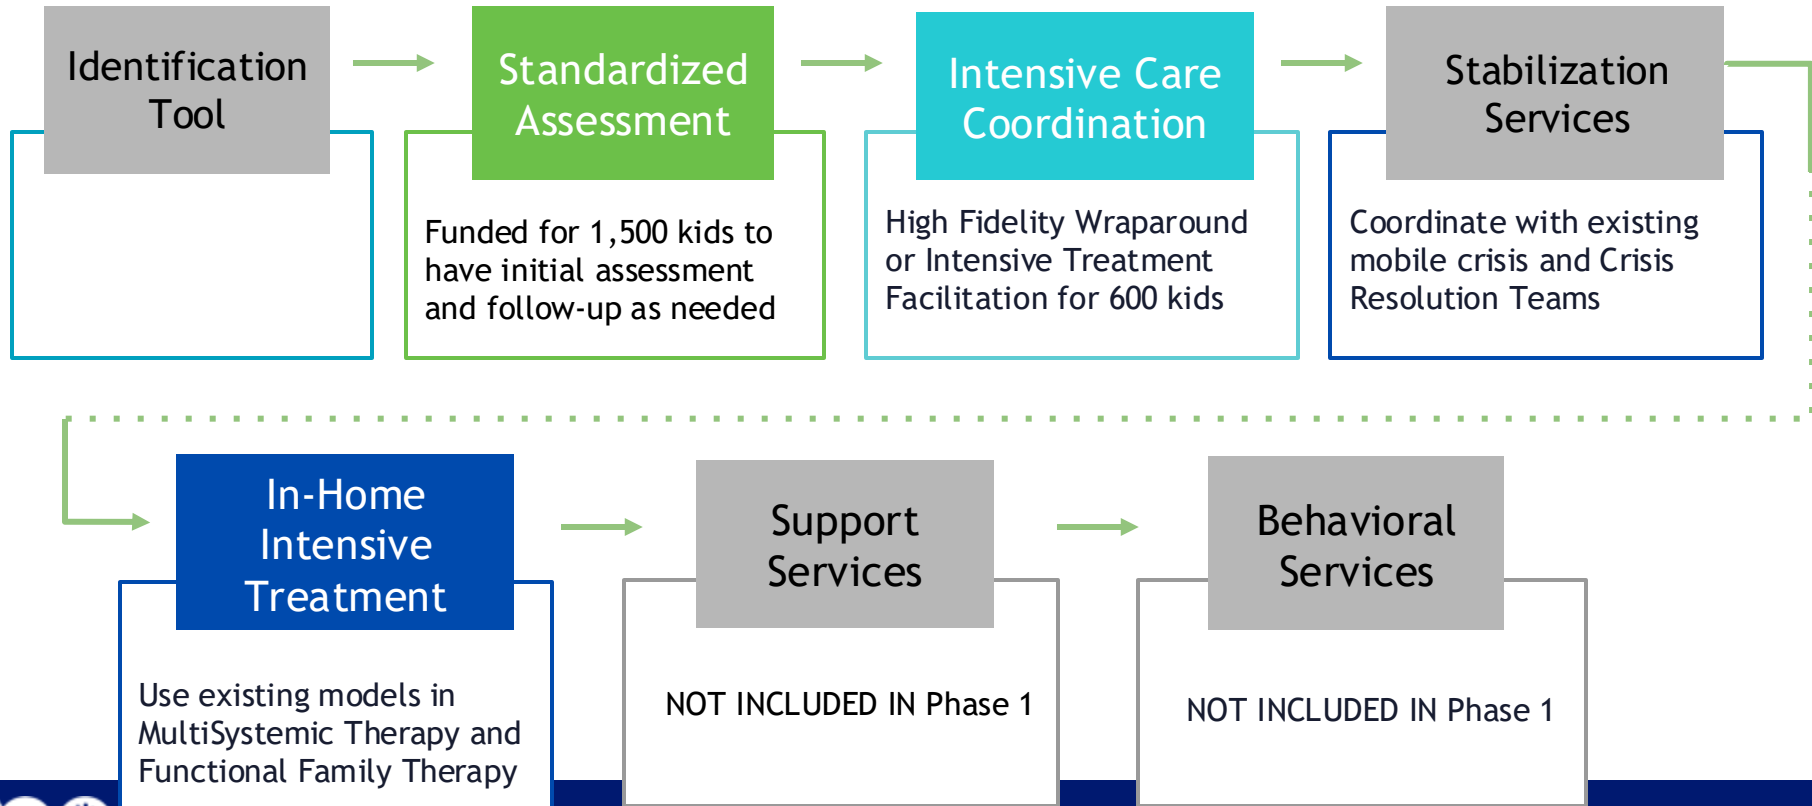 Identification
Tool
Standardized
Assessment
Funded for 1,500 kids to
have initial assessment
and follow-up as needed
Intensive Care
Coordination
High Fidelity Wraparound
or Intensive Treatment
Facilitation for 600 kids
Stabilization
Services
Coordinate with existing
mobile crisis and Crisis
Resolution Teams
In-Home
Intensive
Treatment
Use existing models in
MultiSystemic Therapy and
Functional Family Therapy
Support
Services
NOT INCLUDED IN Phase 1
Behavioral
Services
NOT INCLUDED IN Phase 1